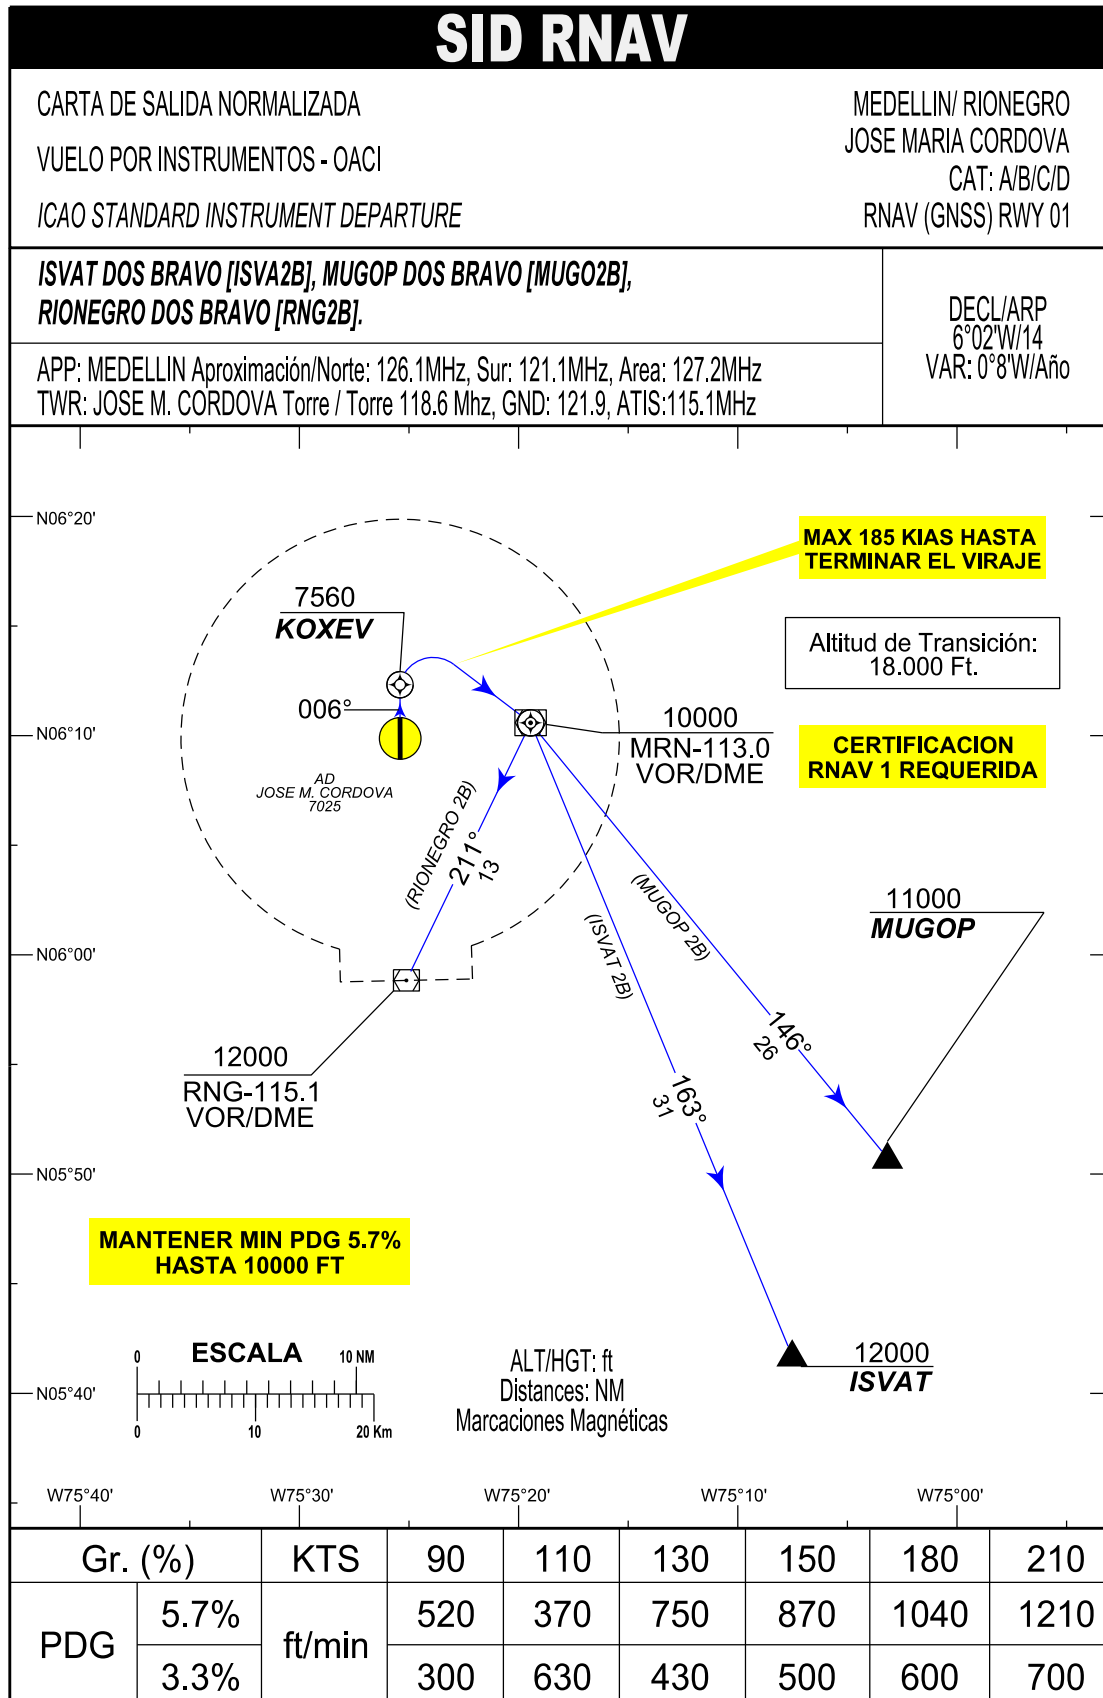 SID RNAV
CARTA DE SALIDA NORMALIZADA
VUELO POR INSTRUMENTOS - OACI
ICAO STANDARD INSTRUMENT DEPARTURE
MEDELLIN/ RIONEGRO
JOSE MARIA CORDOVA
CAT: A/B/C/D
RNAV (GNSS) RWY 01
ISVAT DOS BRAVO [ISVA2B], MUGOP DOS BRAVO [MUGO2B],
RIONEGRO DOS BRAVO [RNG2B].
APP: MEDELLIN Aproximación/Norte: 126.1MHz, Sur: 121.1MHz, Area: 127.2MHz
TWR: JOSE M. CORDOVA Torre / Torre 118.6 Mhz, GND: 121.9, ATIS:115.1MHz
DECL/ARP
6°02'W/14
VAR: 0°8'W/Año
N06°20'
MAX 185 KIAS HASTA
TERMINAR EL VIRAJE
7560
KOXEV
Altitud de Transición:
18.000 Ft.
006°
N06°10'
10000
MRN-113.0
VOR/DME
CERTIFICACION
RNAV 1 REQUERIDA
AD
JOSE M. CORDOVA
7025
(RIONEGRO 2B)
211°
13
(ISVAT 2B)
(MUGOP 2B)
11000
MUGOP
N06°00'
146°
26
12000
RNG-115.1
VOR/DME
163°
31
N05°50'
MANTENER MIN PDG 5.7%
HASTA 10000 FT
12000
ISVAT
ESCALA
0
10 NM
0
10
20 Km
ALT/HGT: ft
Distances: NM
Marcaciones Magnéticas
N05°40'
W75°40'
W75°30'
W75°20'
W75°10'
W75°00'
Gr. (%) KTS 90 110 130 150 180 210
PDG 5.7% ft/min 520 370 750 870 1040 1210
3.3% 300 630 430 500 600 700